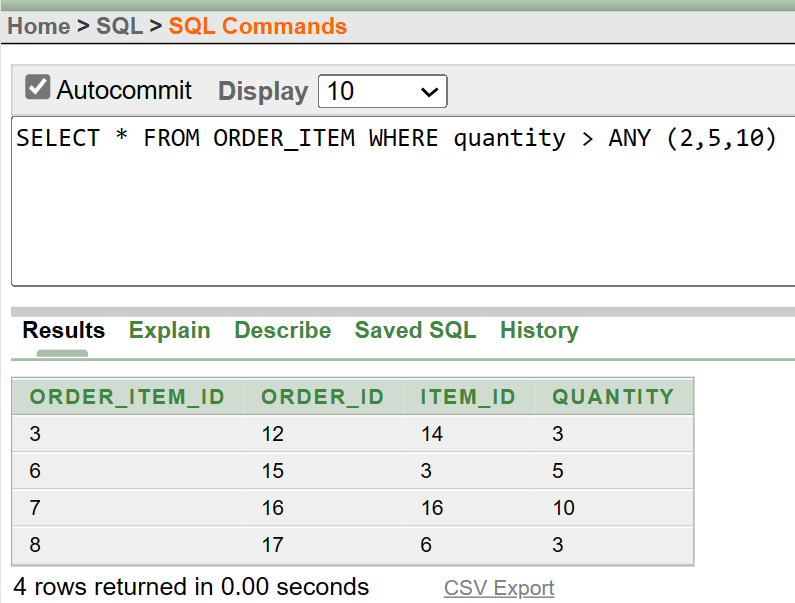 Home > SQL > SQL Commands
Autocommit Display 10
SELECT * FROM ORDER_ITEM WHERE quantity > ANY (2,5,10)
Results Explain Describe Saved SQL History
ORDER_ITEM_ID ORDER_ID ITEM_ID QUANTITY
3 12 14 3
6 15 3 5
7 16 16 10
8 17 6 3
4 rows returned in 0.00 seconds CSV Export